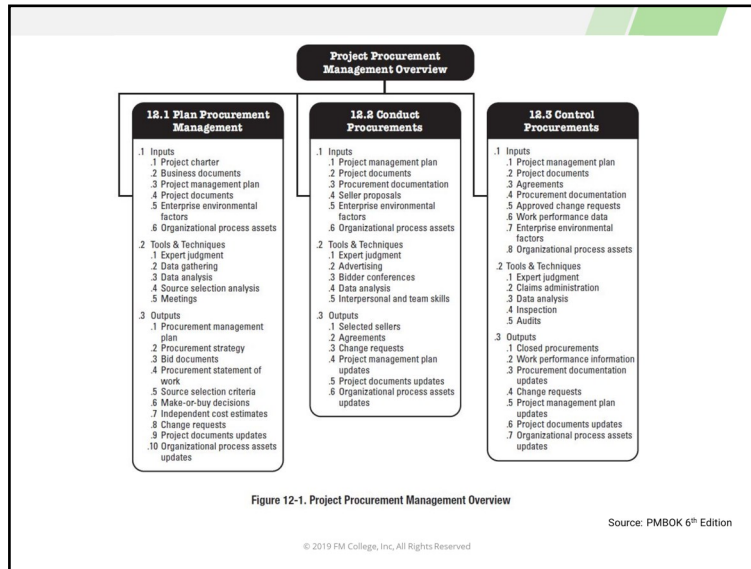 Project Procurement
Management Overview
12.1 Plan Procurement
Management
.1 Inputs
.1 Project charter
.2 Business documents
.3 Project management plan
.4 Project documents
.5 Enterprise environmental
factors
.6 Organizational process assets
.2 Tools & Techniques
.1 Expert judgment
.2 Data gathering
.3 Data analysis
.4 Source selection analysis
.5 Meetings
.3 Outputs
.1 Procurement management
plan
.2 Procurement strategy
.3 Bid documents
.4 Procurement statement of
work
.5 Source selection criteria
.6 Make-or-buy decisions
.7 Independent cost estimates
.8 Change requests
.9 Project documents updates
.10 Organizational process assets
updates
12.2 Conduct
Procurements
.1 Inputs
.1 Project management plan
.2 Project documents
.3 Procurement documentation
.4 Seller proposals
.5 Enterprise environmental
factors
.6 Organizational process assets
.2 Tools & Techniques
.1 Expert judgment
.2 Advertising
.3 Bidder conferences
.4 Data analysis
.5 Interpersonal and team skills
.3 Outputs
.1 Selected sellers
.2 Agreements
.3 Change requests
.4 Project management plan
updates
.5 Project documents updates
.6 Organizational process assets
updates
12.3 Control
Procurements
.1 Inputs
.1 Project management plan
.2 Project documents
.3 Agreements
.4 Procurement documentation
.5 Approved change requests
.6 Work performance data
.7 Enterprise environmental
factors
.8 Organizational process assets
.2 Tools & Techniques
.1 Expert judgment
.2 Claims administration
.3 Data analysis
.4 Inspection
.5 Audits
.3 Outputs
.1 Closed procurements
.2 Work performance information
.3 Procurement documentation
updates
.4 Change requests
.5 Project management plan
updates
.6 Project documents updates
.7 Organizational process assets
updates
Figure 12-1. Project Procurement Management Overview
Source: PMBOK 6th Edition
© 2019 FM College, Inc, All Rights Reserved